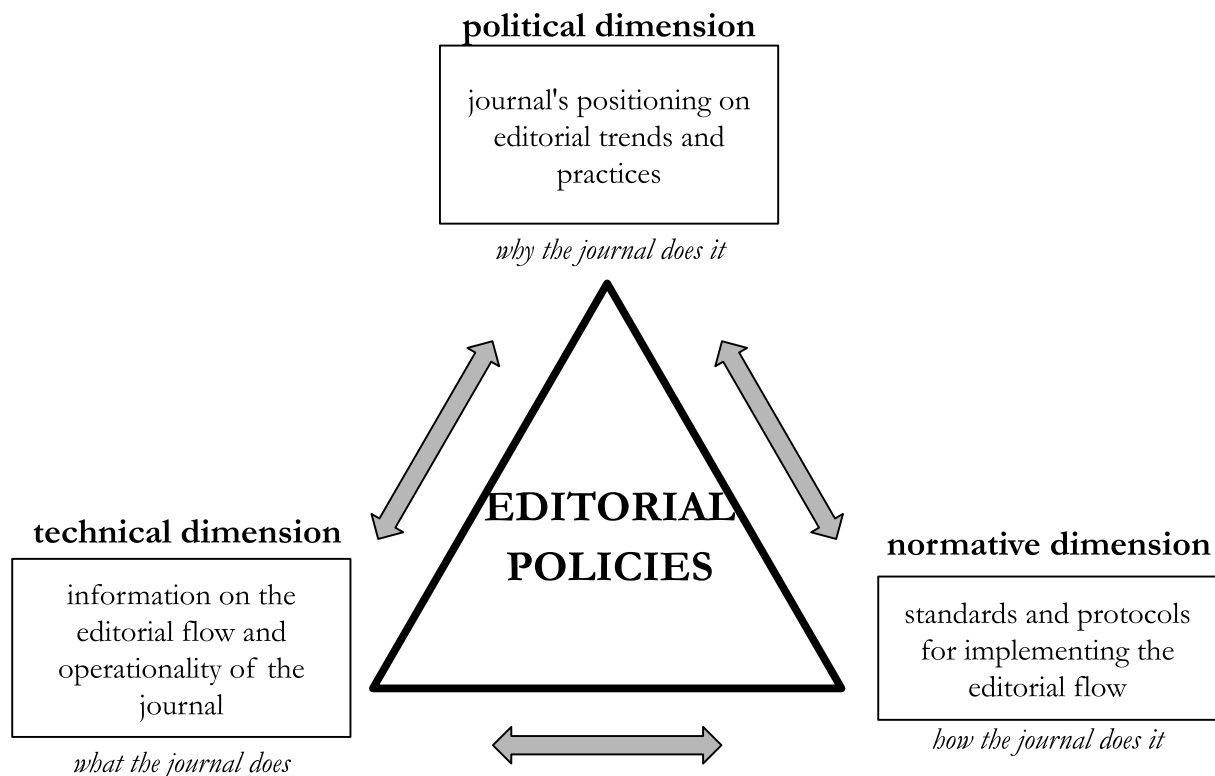 political dimension
journal's positioning on
editorial trends and
practices
why the journal does it
EDITORIAL
POLICIES
technical dimension
information on the
editorial flow and
operationality of the
journal
what the journal does
normative dimension
standards and protocols
for implementing the
editorial flow
how the journal does it